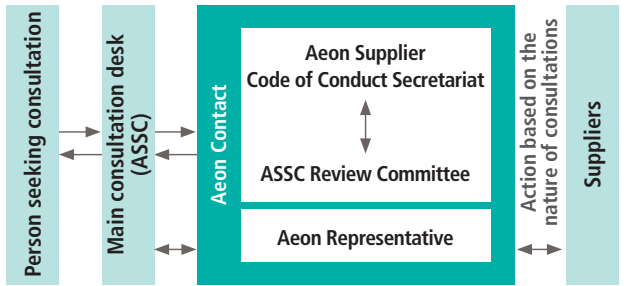 Person seeking consultation
Main consultation desk
(ASSC)
Aeon Contact
Aeon Supplier
Code of Conduct Secretariat
ASSC Review Committee
Aeon Representative
Action based on the
nature of consultations
Suppliers